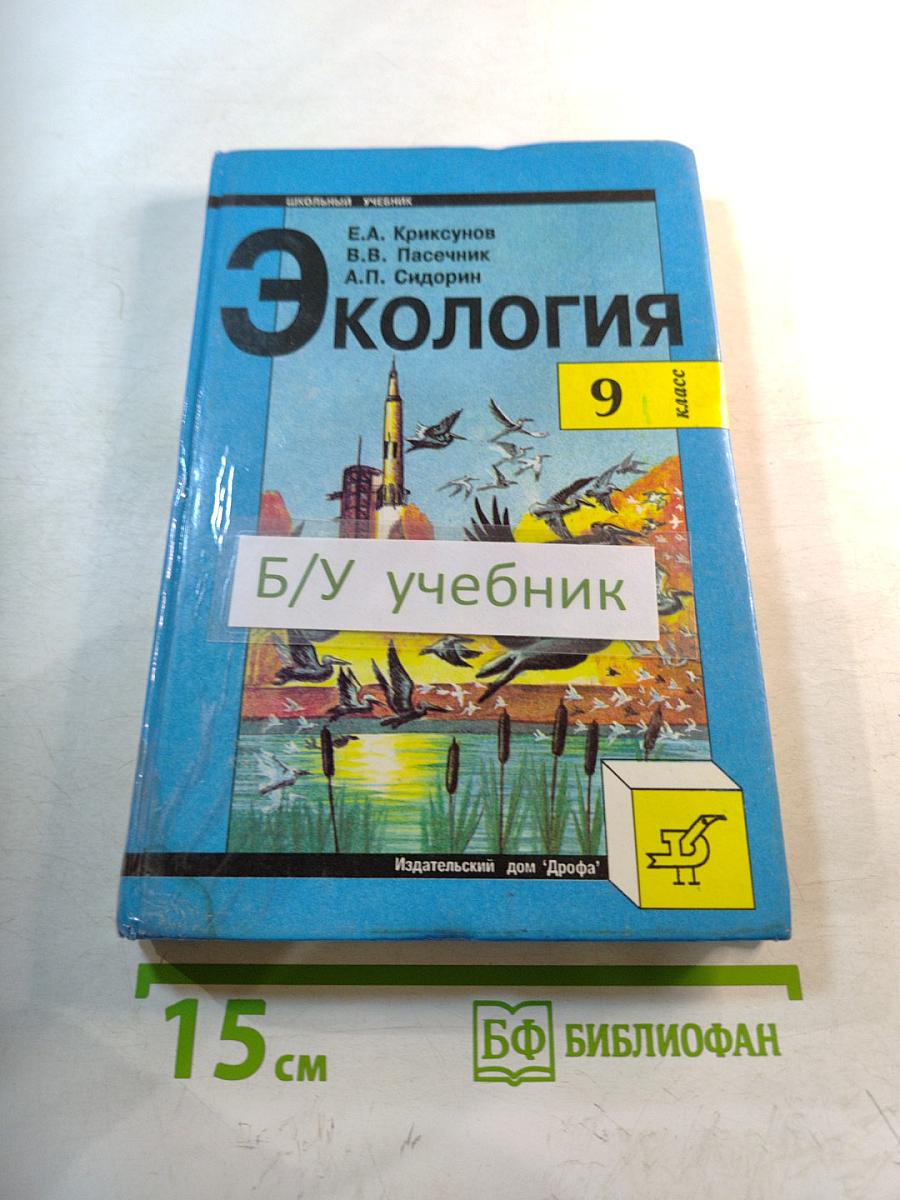 ШКОЛЬНЫЙ УЧЕБНИК
Е.А. Криксунов
В.В. Пасечник
А.П. Сидорин
Экология
9
класс
Б/У учебник
Издательский дом 'Дрофа'
15 см
БФ БИБЛИОФАН